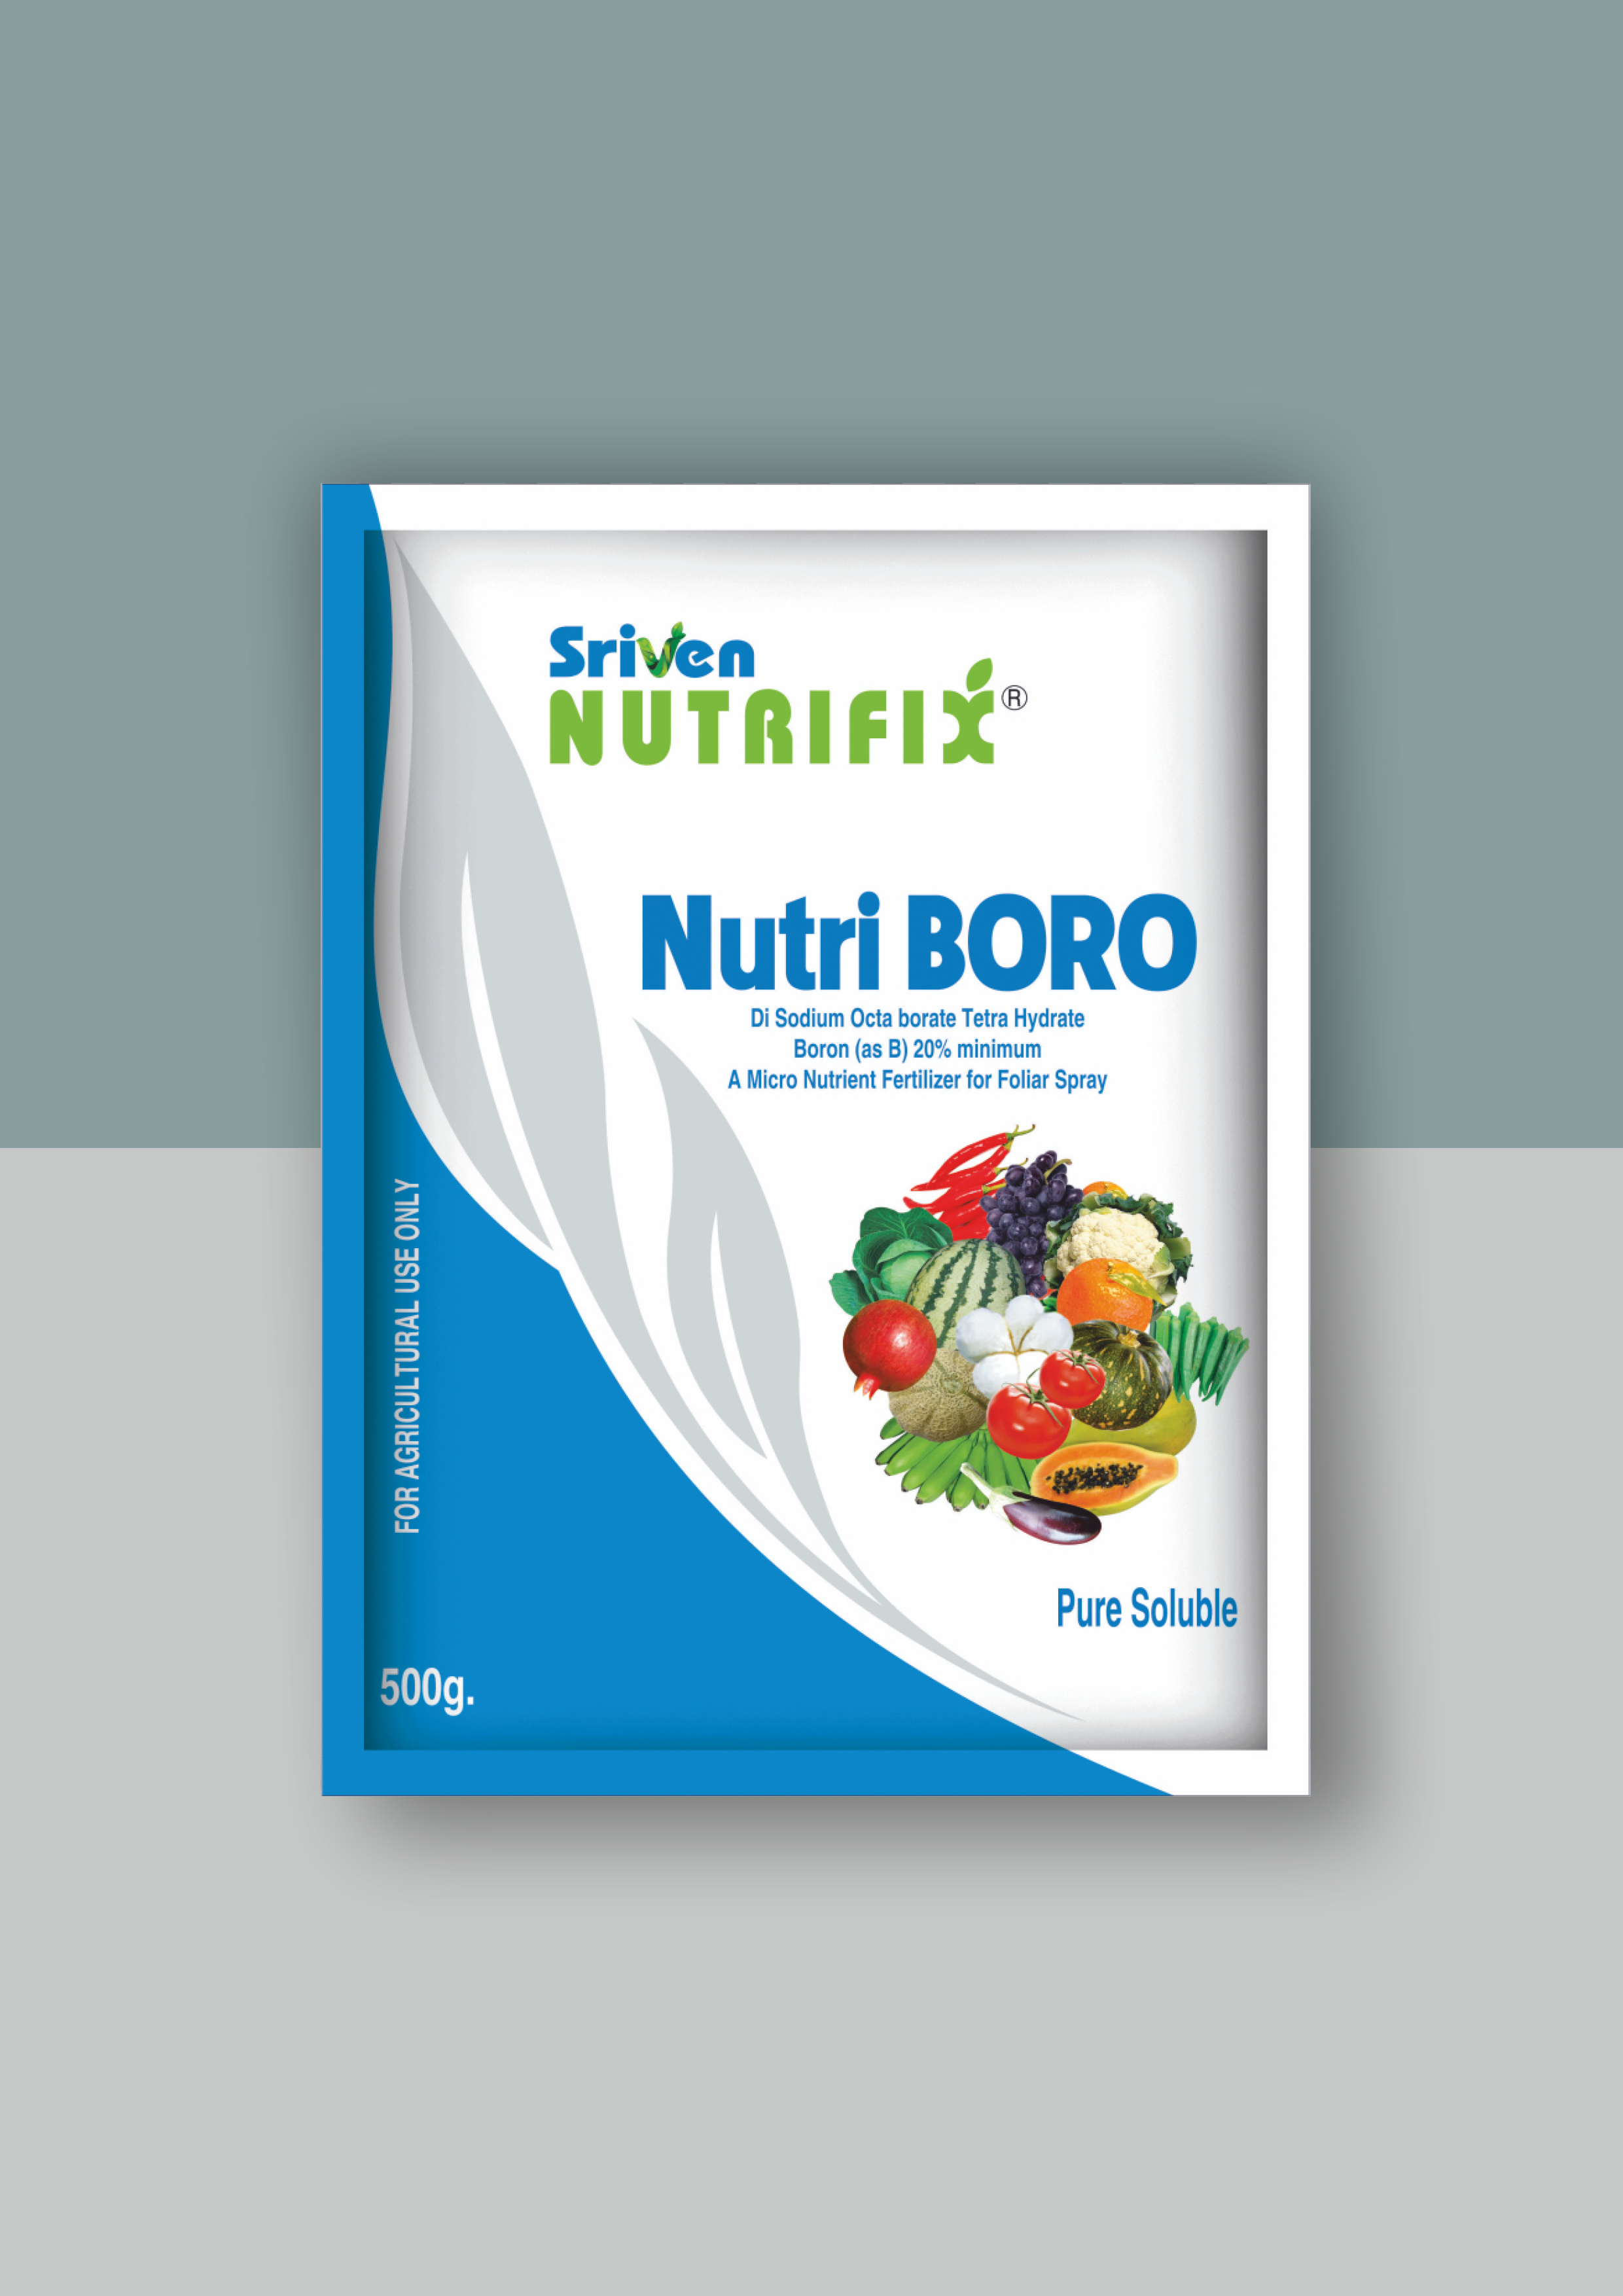 Sriven
NUTRIFIX®
Nutri BORO
Di Sodium Octa borate Tetra Hydrate
Boron (as B) 20% minimum
A Micro Nutrient Fertilizer for Foliar Spray
FOR AGRICULTURAL USE ONLY
Pure Soluble
500g.